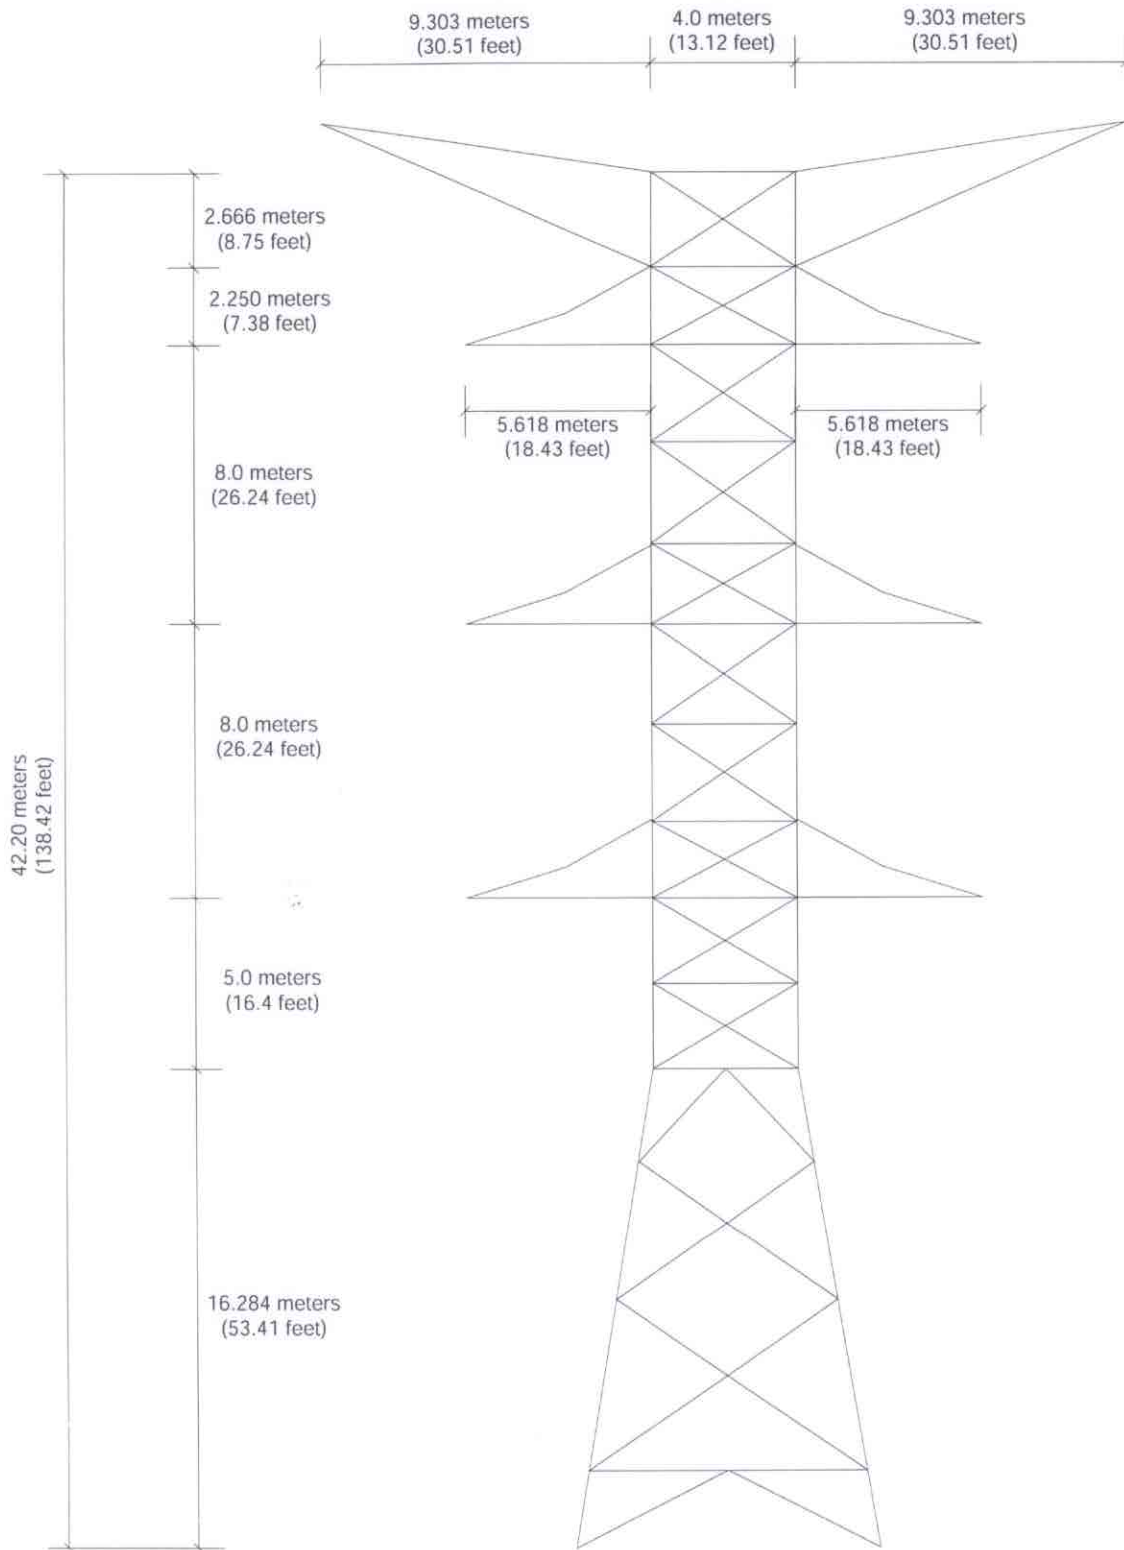 9.303 meters
(30.51 feet)
4.0 meters
(13.12 feet)
9.303 meters
(30.51 feet)
2.666 meters
(8.75 feet)
2.250 meters
(7.38 feet)
5.618 meters
(18.43 feet)
5.618 meters
(18.43 feet)
8.0 meters
(26.24 feet)
8.0 meters
(26.24 feet)
42.20 meters
(138.42 feet)
5.0 meters
(16.4 feet)
16.284 meters
(53.41 feet)